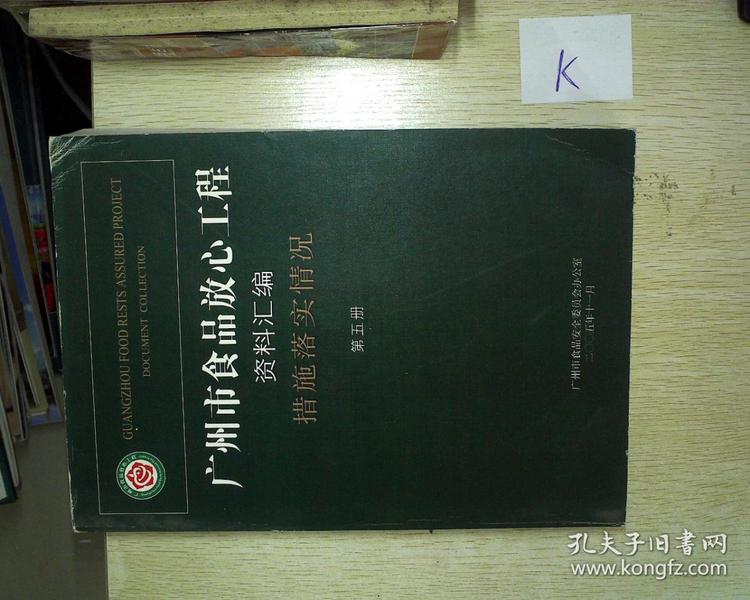 GUANGZHOU FOOD RESTS ASSURED PROJECT
DOCUMENT COLLECTION
广州市食品放心工程
资料汇编
措施落实情况
第五册
广州市食品安全委员会办公室
二〇〇五年十一月
K
孔夫子旧书网
www.kongfz.com